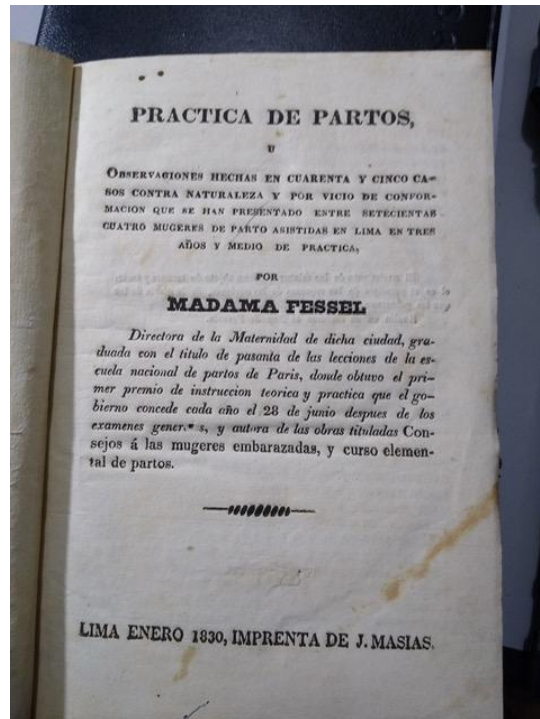 PRACTICA DE PARTOS,
U
OBSERVACIONES HECHAS EN CUARENTA Y CINCO CA-
SOS CONTRA NATURALEZA Y POR VICIO DE CONFOR-
MACION QUE SE HAN PRESENTADO ENTRE SETECIENTAS
CUATRO MUGERES DE PARTO ASISTIDAS EN LIMA EN TRES
AÑOS Y MEDIO DE PRACTICA,
POR
MADAMA FESSEL
Directora de la Maternidad de dicha ciudad, gra-
duada con el titulo de pasanta de las lecciones de la es-
cuela nacional de partos de Paris, donde obtuvo el pri-
mer premio de instruccion teorica y practica que el go-
bierno concede cada año el 28 de junio despues de los
examenes gener s, y autora de las obras tituladas Con-
sejos á las mugeres embarazadas, y curso elemen-
tal de partos.
LIMA ENERO 1830, IMPRENTA DE J. MASIAS.